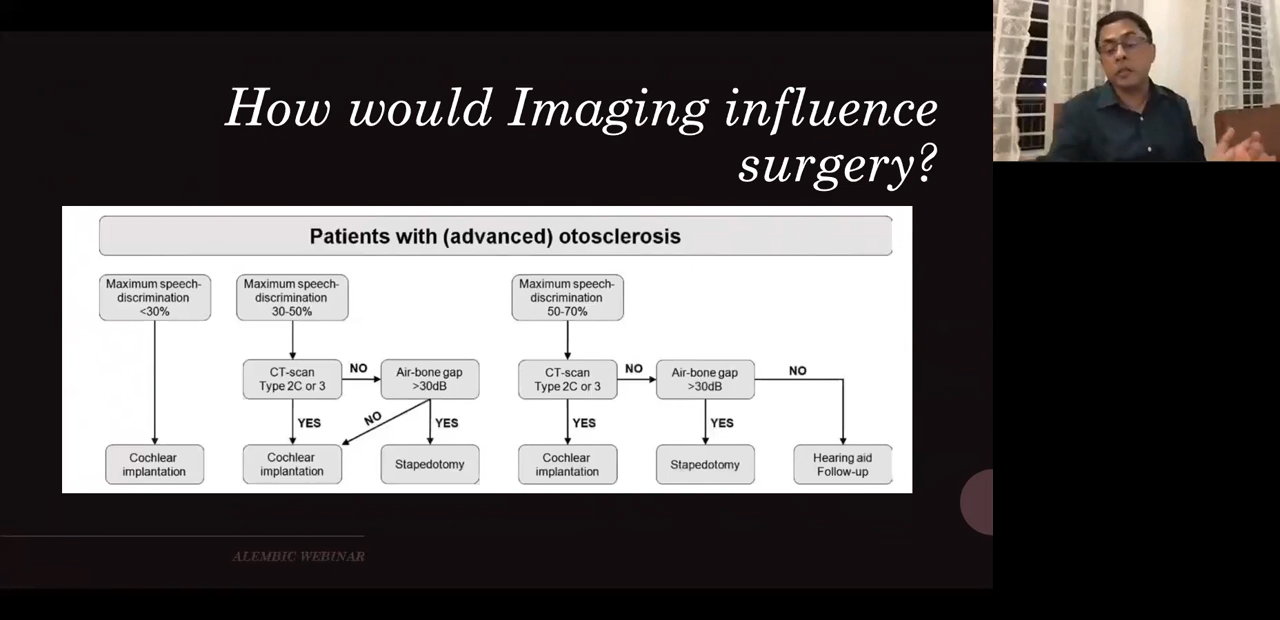 How would Imaging influence
surgery?
Patients with (advanced) otosclerosis
Maximum speech-
discrimination
<30%
Maximum speech-
discrimination
30-50%
Maximum speech-
discrimination
50-70%
CT-scan
Type 2C or 3
NO
Air-bone gap
>30dB
CT-scan
Type 2C or 3
NO
Air-bone gap
>30dB
NO
YES
NO
YES
YES
YES
Cochlear
implantation
Cochlear
implantation
Stapedotomy
Cochlear
implantation
Stapedotomy
Hearing aid
Follow-up
ALEMBIC WEBINAR